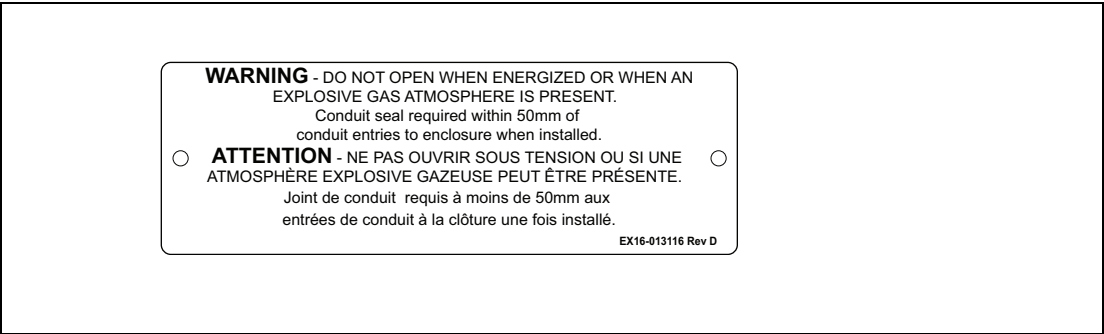 WARNING - DO NOT OPEN WHEN ENERGIZED OR WHEN AN
EXPLOSIVE GAS ATMOSPHERE IS PRESENT.
Conduit seal required within 50mm of
conduit entries to enclosure when installed.
ATTENTION - NE PAS OUVRIR SOUS TENSION OU SI UNE
ATMOSPHÈRE EXPLOSIVE GAZEUSE PEUT ÊTRE PRÉSENTE.
Joint de conduit requis à moins de 50mm aux
entrées de conduit à la clôture une fois installé.
EX16-013116 Rev D